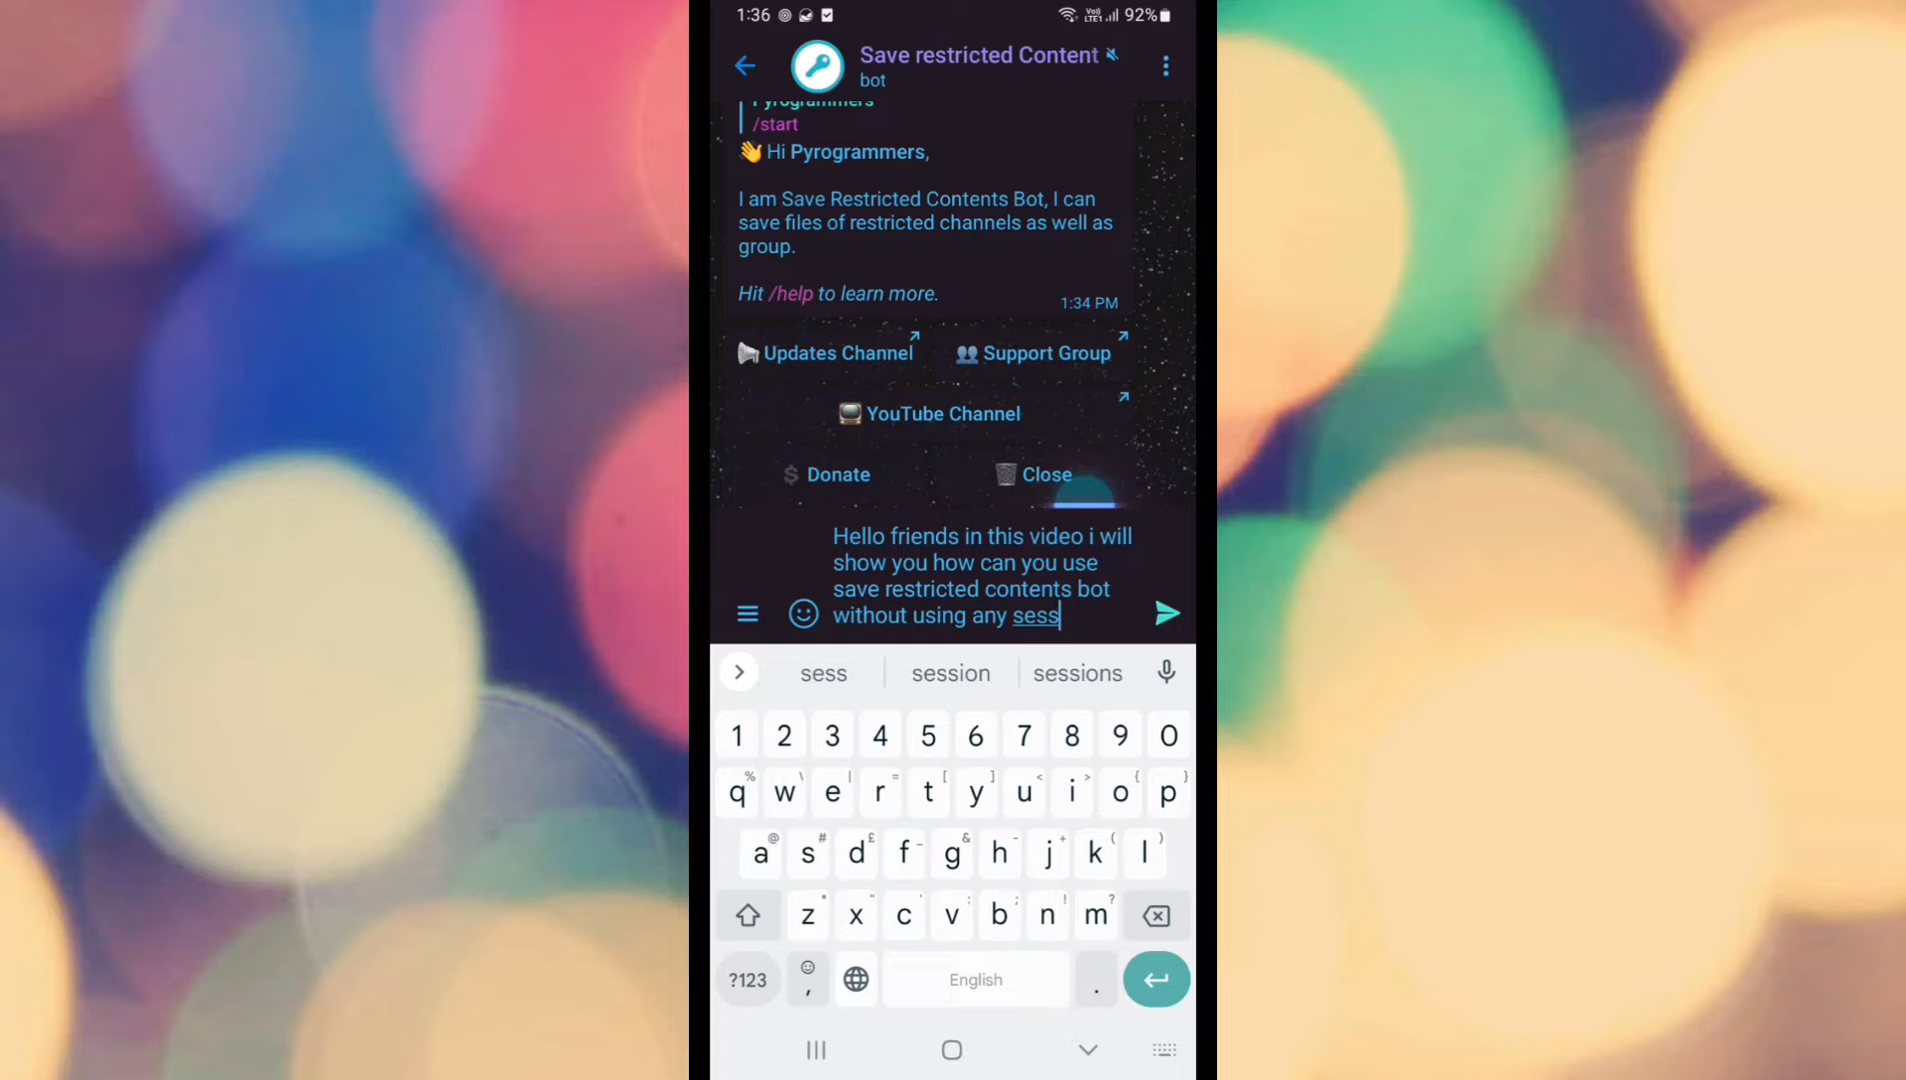 1:36
Vo)
LTE1
92%
Save restricted Content
bot
Pyrogrammers
/start
👋 Hi Pyrogrammers,
I am Save Restricted Contents Bot, I can
save files of restricted channels as well as
group.
Hit /help to learn more.
1:34 PM
📢 Updates Channel
👥 Support Group
📺 YouTube Channel
$ Donate
🗑 Close
Hello friends in this video i will
show you how can you use
save restricted contents bot
without using any sess
sess session sessions
1 2 3 4 5 6 7 8 9 0
% \ | = [ ] < > { }
q w e r t y u i o p
@ # £ _ & - + ( )
a s d f g h j k l
* " ' : ; ! ?
z x c v b n m
?123 , English .